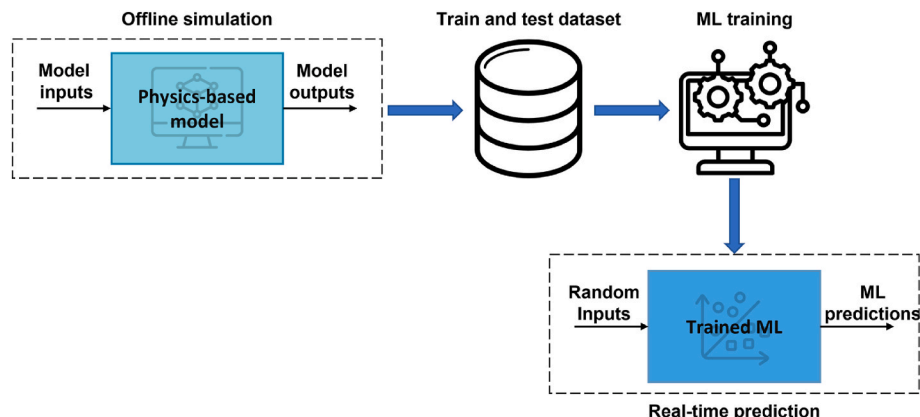 Offline simulation
Train and test dataset
ML training
Model
inputs
Physics-based
model
Model
outputs
Random
Inputs
Trained ML
ML
predictions
Real-time prediction